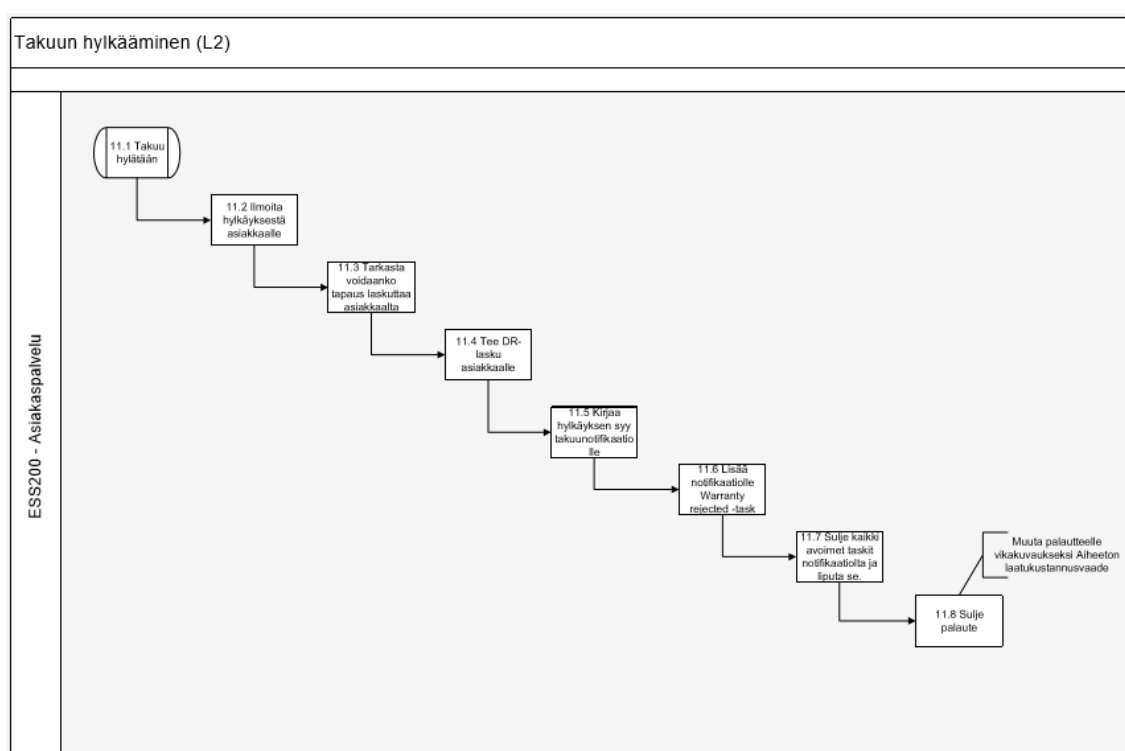 Takuun hylkääminen (L2)
ESS200 - Asiakaspalvelu
11.1 Takuu
hylätään
11.2 Ilmoita
hylkäyksestä
asiakkaalle
11.3 Tarkasta
voidaanko
tapaus laskuttaa
asiakkaalta
11.4 Tee DR-
lasku
asiakkaalle
11.5 Kirjaa
hylkäyksen syy
takuunotifikaatio
lle
11.6 Lisää
notifikaatiolle
Warranty
rejected -task
11.7 Sulje kaikki
avoimet taskit
notifikaatiolta ja
liputa se.
Muuta palautteelle
vikakuvaukseksi Aiheeton
laatukustannusvaade
11.8 Sulje
palaute